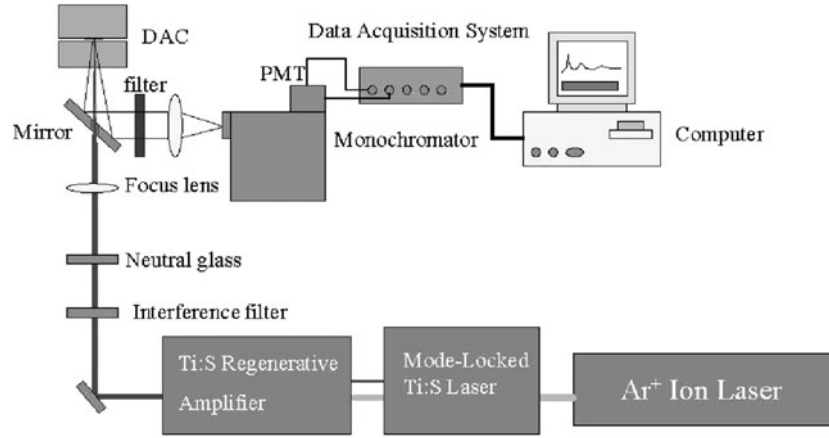 DAC
Data Acquisition System
PMT
filter
Mirror
Monochromator
Computer
Focus lens
Neutral glass
Interference filter
Ti:S Regenerative
Amplifier
Mode-Locked
Ti:S Laser
Ar⁺ Ion Laser